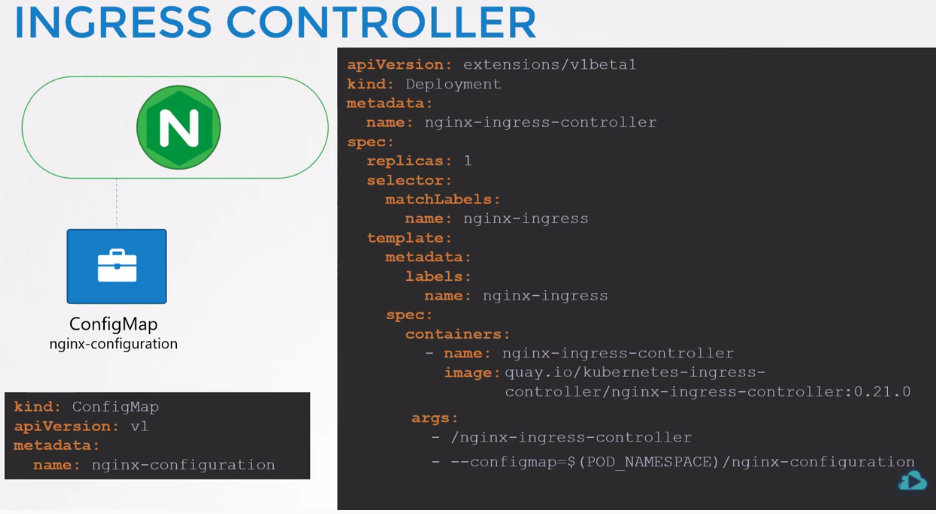 INGRESS CONTROLLER
N
ConfigMap
nginx-configuration
kind: ConfigMap
apiVersion: v1
metadata:
  name: nginx-configuration
apiVersion: extensions/v1beta1
kind: Deployment
metadata:
  name: nginx-ingress-controller
spec:
  replicas: 1
  selector:
    matchLabels:
      name: nginx-ingress
  template:
    metadata:
      labels:
        name: nginx-ingress
    spec:
      containers:
        - name: nginx-ingress-controller
          image: quay.io/kubernetes-ingress-
                controller/nginx-ingress-controller:0.21.0
       args:
         - /nginx-ingress-controller
         - --configmap=$(POD_NAMESPACE)/nginx-configuration